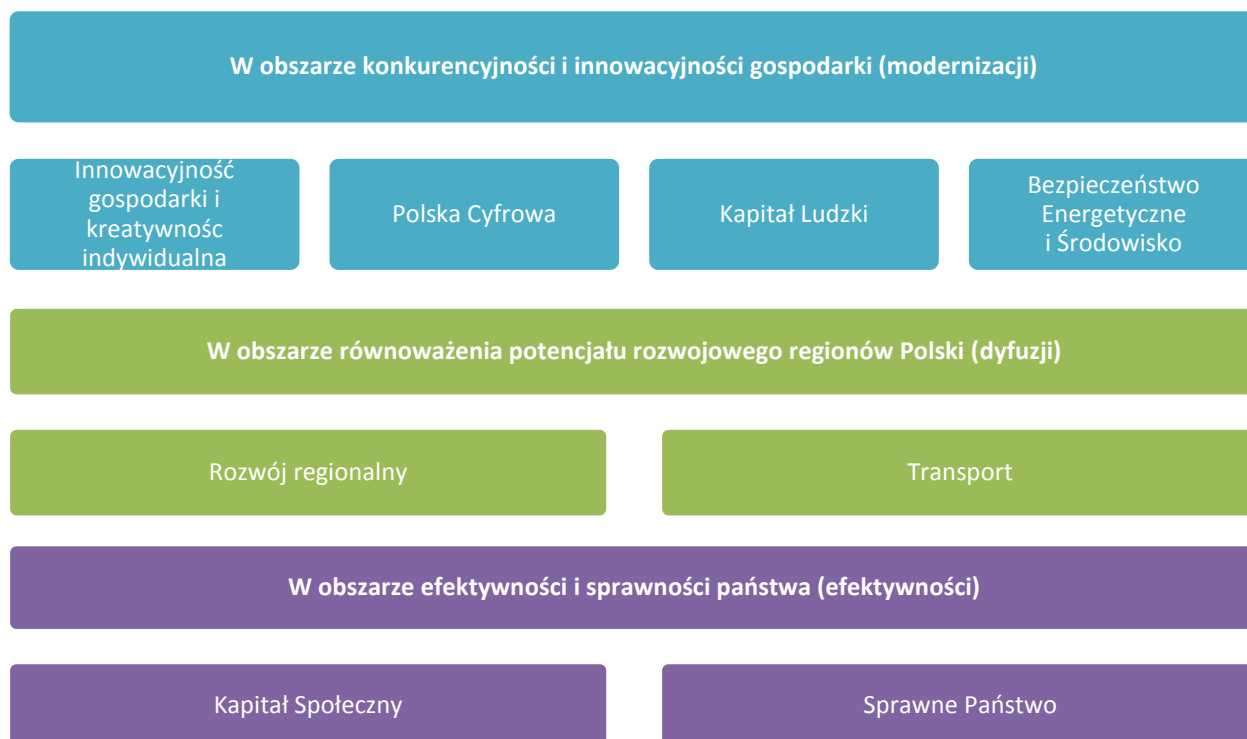 W obszarze konkurencyjności i innowacyjności gospodarki (modernizacji)
Innowacyjność
gospodarki i
kreatywnośc
indywidualna
Polska Cyfrowa
Kapitał Ludzki
Bezpieczeństwo
Energetyczne
i Środowisko
W obszarze równoważenia potencjału rozwojowego regionów Polski (dyfuzji)
Rozwój regionalny
Transport
W obszarze efektywności i sprawności państwa (efektywności)
Kapitał Społeczny
Sprawne Państwo